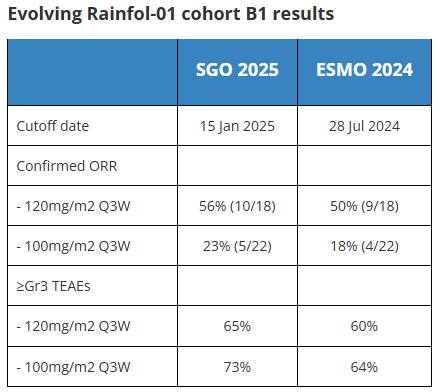 Evolving Rainfol-01 cohort B1 results
SGO 2025 ESMO 2024
Cutoff date 15 Jan 2025 28 Jul 2024
Confirmed ORR
- 120mg/m2 Q3W 56% (10/18) 50% (9/18)
- 100mg/m2 Q3W 23% (5/22) 18% (4/22)
≥Gr3 TEAEs
- 120mg/m2 Q3W 65% 60%
- 100mg/m2 Q3W 73% 64%